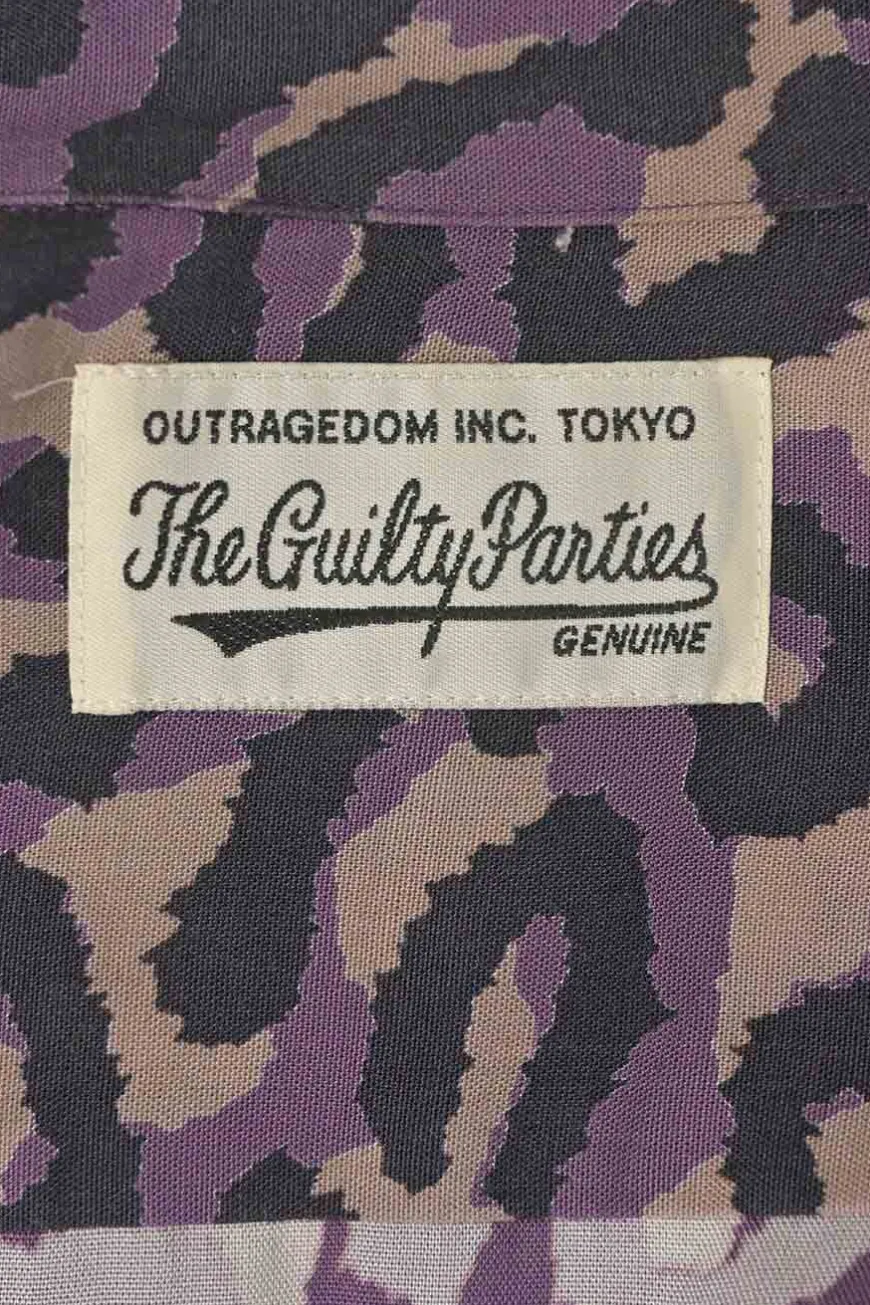 OUTRAGEDOM INC. TOKYO
The Guilty Parties
GENUINE